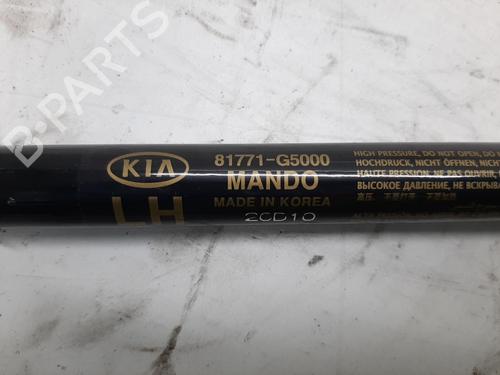 KIA
81771-G5000
MANDO
LH
MADE IN KOREA
2CD10
HIGH PRESSURE, DO NOT OPEN, DO
HOCHDRUCK, NICHT ÖFFNEN, NICHT
HAUTE PRESSION, NE PAS OUVRIR,
ВЫСОКОЕ ДАВЛЕНИЕ, НЕ ВСКРЫВА
B-PARTS